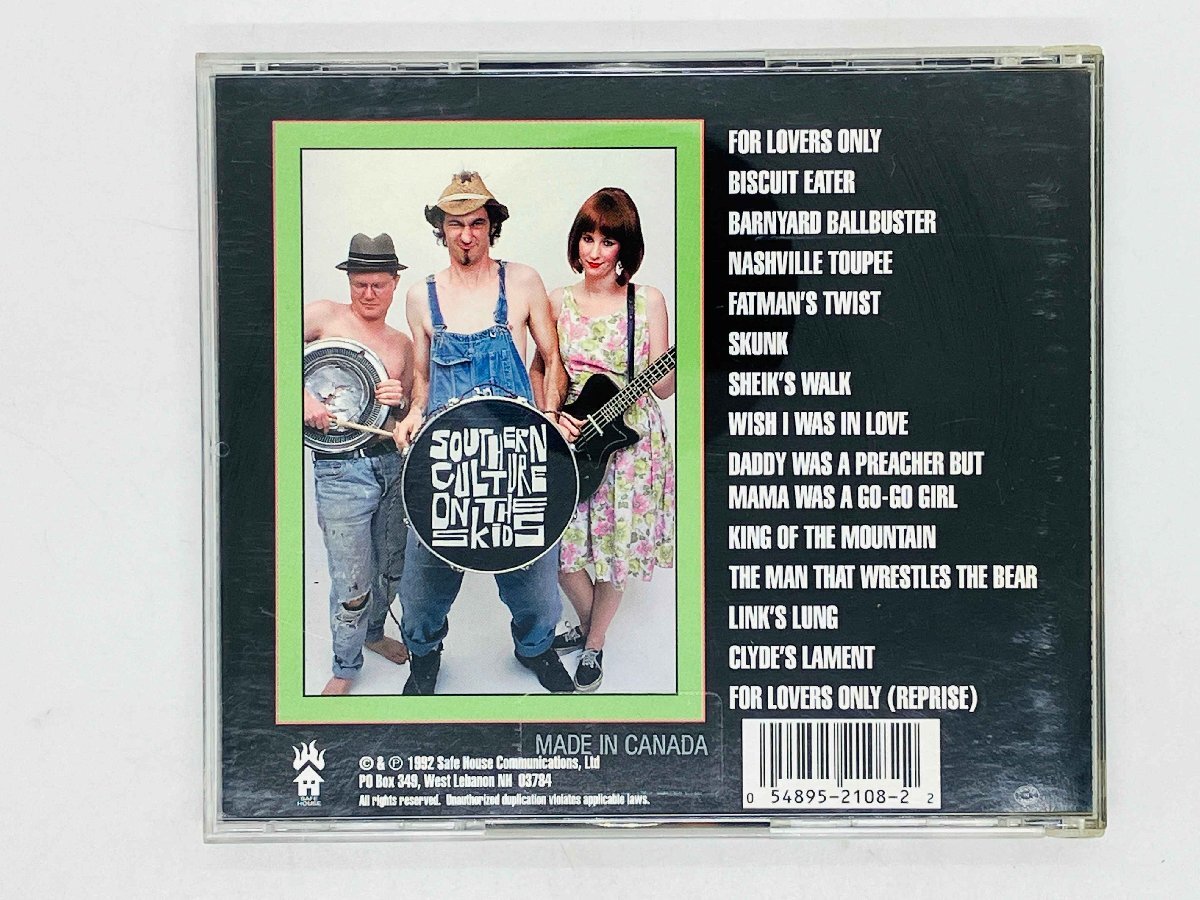 FOR LOVERS ONLY
BISCUIT EATER
BARNYARD BALLBUSTER
NASHVILLE TOUPEE
FATMAN'S TWIST
SKUNK
SHEIK'S WALK
WISH I WAS IN LOVE
DADDY WAS A PREACHER BUT
MAMA WAS A GO-GO GIRL
KING OF THE MOUNTAIN
THE MAN THAT WRESTLES THE BEAR
LINK'S LUNG
CLYDE'S LAMENT
FOR LOVERS ONLY (REPRISE)
SOUTHERN
CULTURE
ON THE
SKIDS
MADE IN CANADA
SAFE
HOUSE
© & ℗ 1992 Safe House Communications, Ltd
PO Box 349, West Lebanon NH 03784
All rights reserved. Unauthorized duplication violates applicable laws.
0 54895-2108-2 2